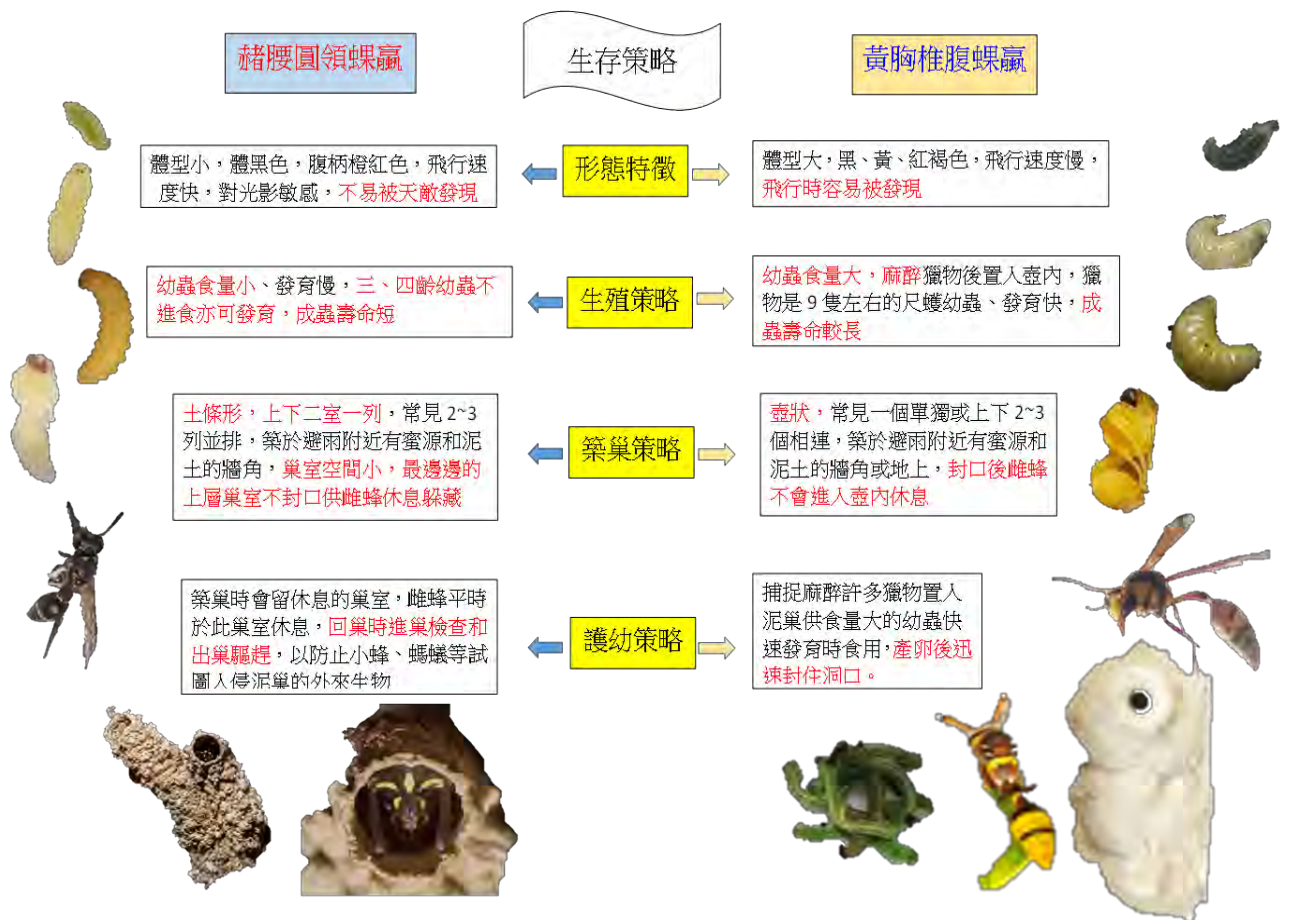 赭腰圓領蜾蠃
生存策略
黃胸椎腹蜾蠃
體型小，體黑色，腹柄橙紅色，飛行速
度快，對光影敏感，不易被天敵發現
形態特徵
體型大，黑、黃、紅褐色，飛行速度慢，
飛行時容易被發現
幼蟲食量小、發育慢，三、四齡幼蟲不
進食亦可發育，成蟲壽命短
生殖策略
幼蟲食量大，麻醉獵物後置入壺內，獵
物是 9 隻左右的尺蠖幼蟲、發育快，成
蟲壽命較長
土條形，上下二室一列，常見 2~3
列並排，築於避雨附近有蜜源和泥
土的牆角，巢室空間小，最邊邊的
上層巢室不封口供雌蜂休息躲藏
築巢策略
壺狀，常見一個單獨或上下 2~3
個相連，築於避雨附近有蜜源和
泥土的牆角或地上，封口後雌蜂
不會進入壺內休息
築巢時會留休息的巢室，雌蜂平時
於此巢室休息，回巢時進巢檢查和
出巢驅趕，以防止小蜂、螞蟻等試
圖入侵泥巢的外來生物
護幼策略
捕捉麻醉許多獵物置入
泥巢供食量大的幼蟲快
速發育時食用，產卵後迅
速封住洞口。